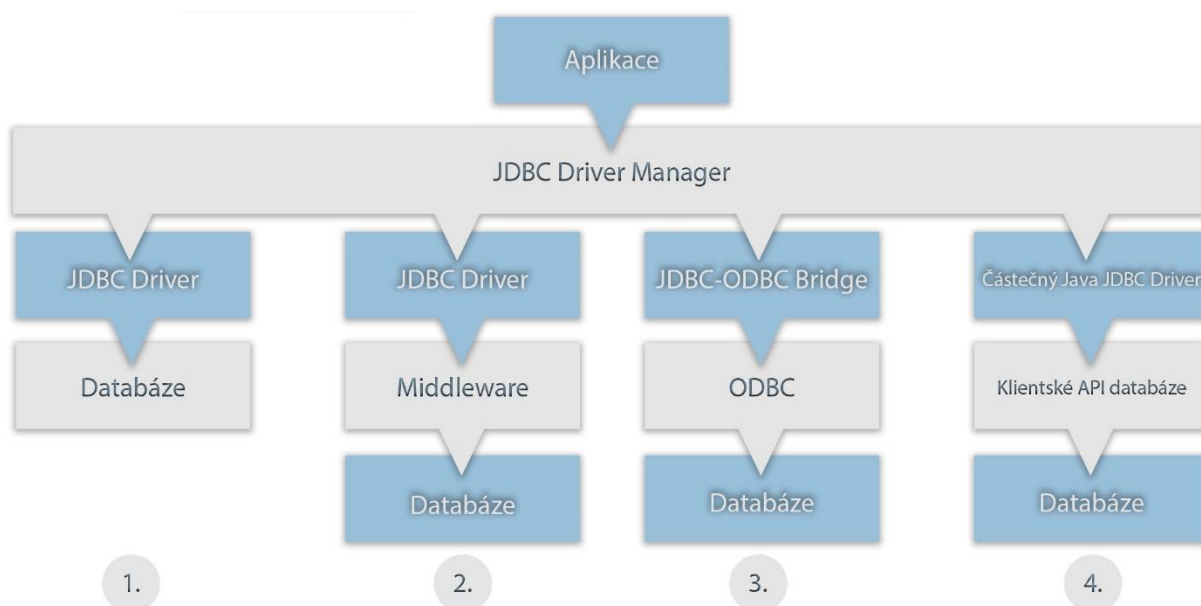 Aplikace
JDBC Driver Manager
JDBC Driver
JDBC Driver
JDBC-ODBC Bridge
Částečný Java JDBC Driver
Databáze
Middleware
ODBC
Klientské API databáze
Databáze
Databáze
Databáze
1.
2.
3.
4.